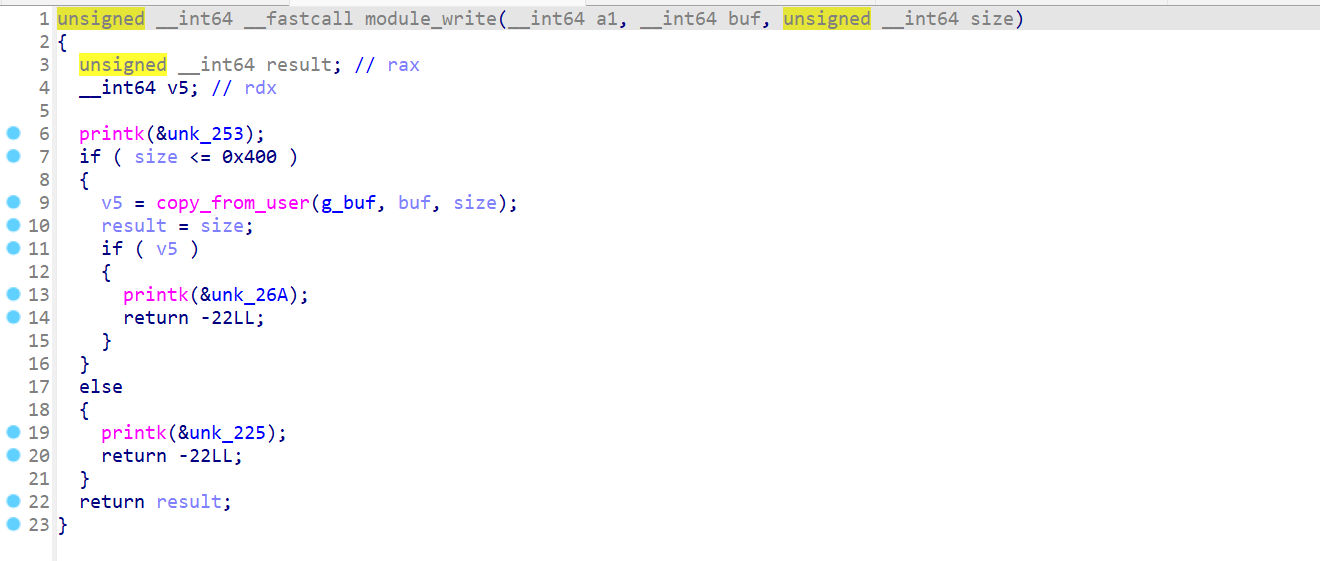 1 unsigned __int64 __fastcall module_write(__int64 a1, __int64 buf, unsigned __int64 size)
2 {
3   unsigned __int64 result; // rax
4   __int64 v5; // rdx
5
6   printk(&unk_253);
7   if ( size <= 0x400 )
8   {
9     v5 = copy_from_user(g_buf, buf, size);
10     result = size;
11     if ( v5 )
12     {
13       printk(&unk_26A);
14       return -22LL;
15     }
16   }
17   else
18   {
19     printk(&unk_225);
20     return -22LL;
21   }
22   return result;
23 }